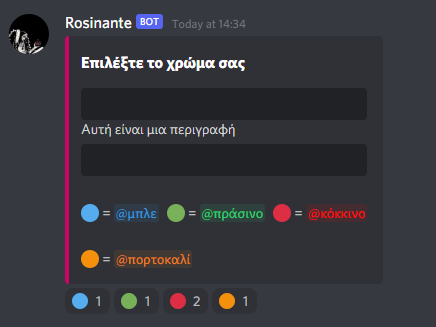 Rosinante BOT Today at 14:34
Επιλέξτε το χρώμα σας
Αυτή είναι μια περιγραφή
= @μπλε = @πράσινο = @κόκκινο
= @πορτοκαλί
1 1 2 1